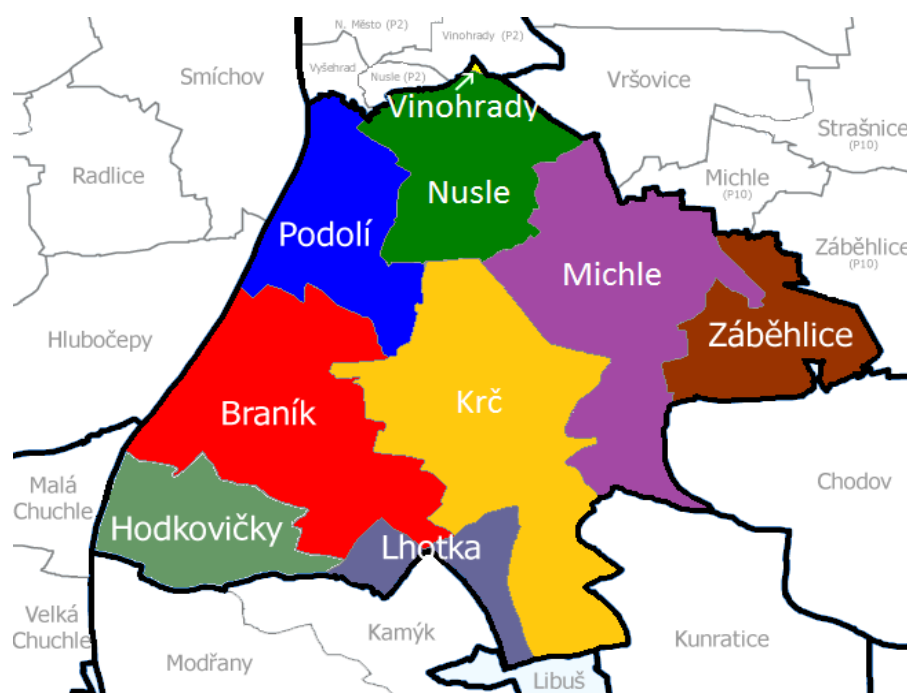 N. Město (P2)
Vinohrady (P2)
Smíchov
Vyšehrad
Nusle (P2)
Vršovice
Vinohrady
Strašnice
(P10)
Radlice
Michle
(P10)
Nusle
Podolí
Záběhlice
(P10)
Michle
Hlubočepy
Záběhlice
Krč
Braník
Malá
Chuchle
Chodov
Hodkovičky
Lhotka
Velká
Chuchle
Kamýk
Kunratice
Modřany
Libuš